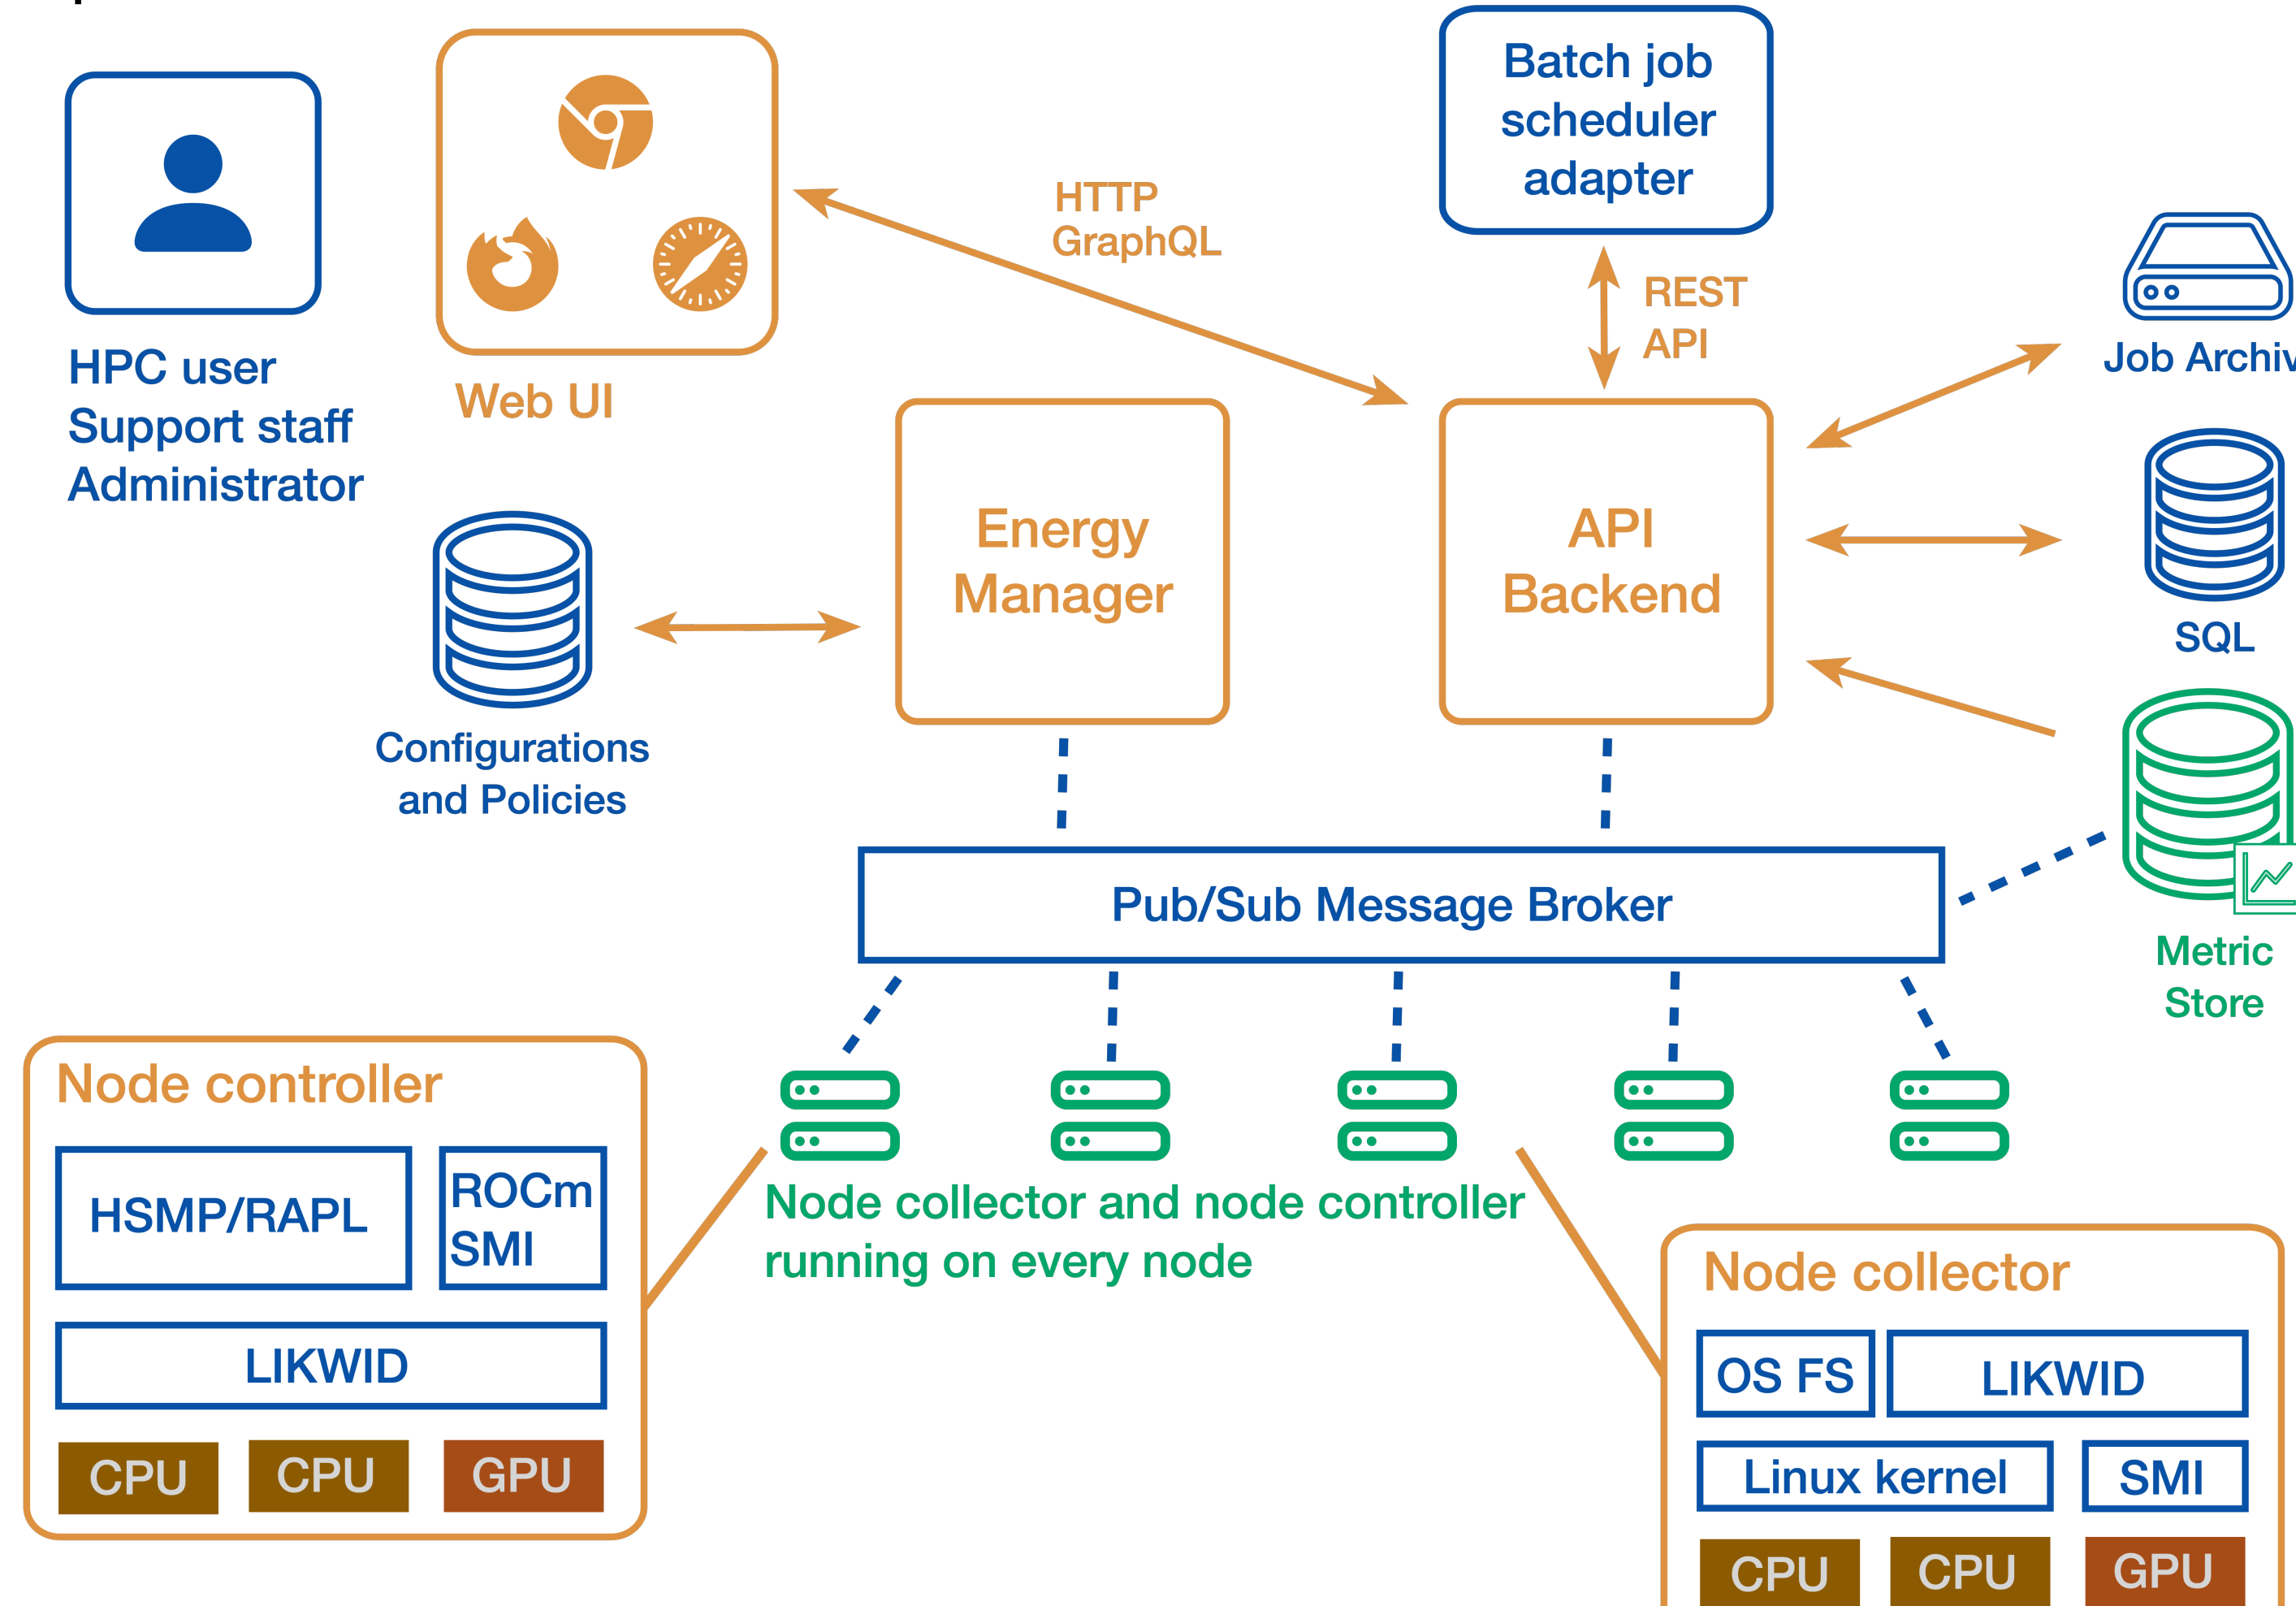 HPC user
Support staff
Administrator
Web UI
HTTP
GraphQL
Batch job
scheduler
adapter
REST
API
Job Archiv
Energy
Manager
API
Backend
SQL
Configurations
and Policies
Pub/Sub Message Broker
Metric
Store
Node controller
HSMP/RAPL
ROCm
SMI
LIKWID
CPU
CPU
GPU
Node collector and node controller
running on every node
Node collector
OS FS
LIKWID
Linux kernel
SMI
CPU
CPU
GPU